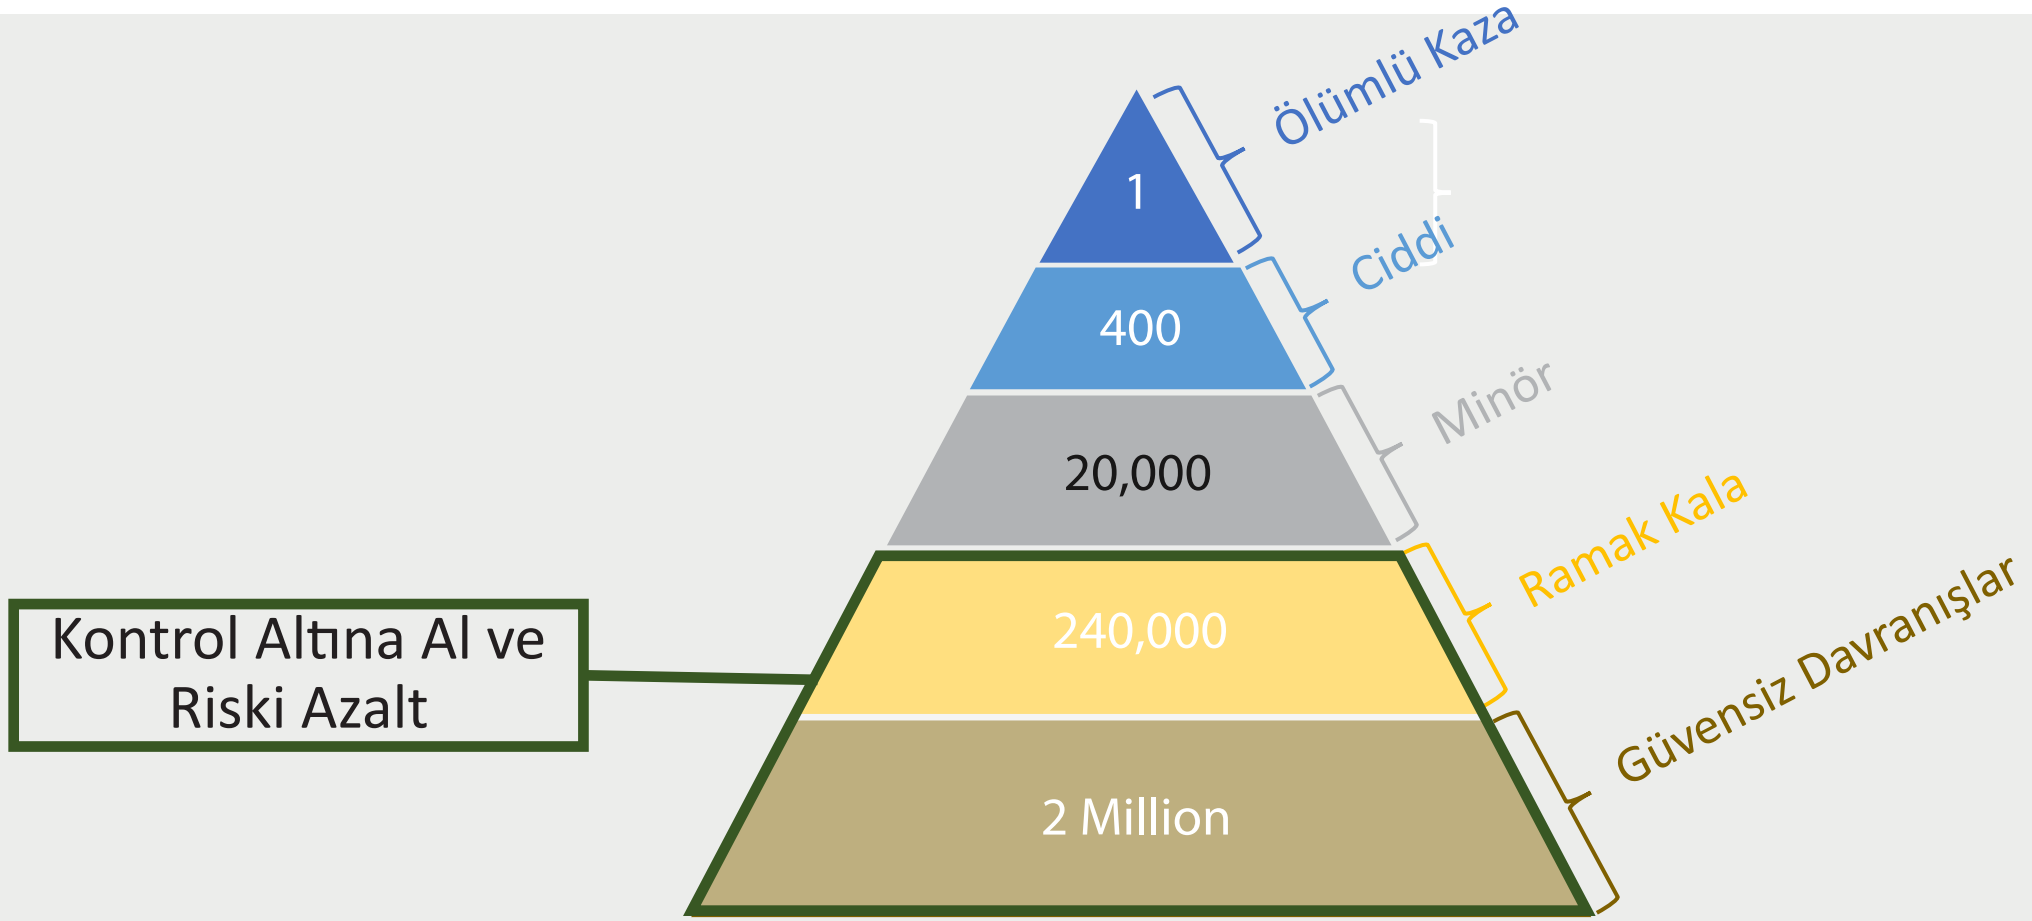 Ölümlü Kaza
1
Ciddi
400
Minör
20,000
Ramak Kala
240,000
Kontrol Altına Al ve
Riski Azalt
Güvensiz Davranışlar
2 Million